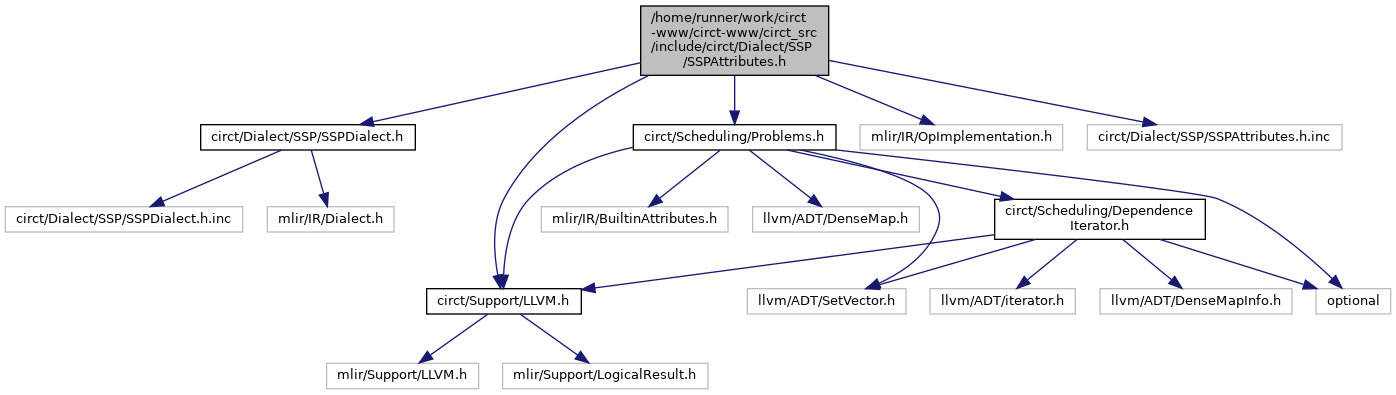 /home/runner/work/circt
-www/circt-www/circt_src
/include/circt/Dialect/SSP
/SSPAttributes.h
circt/Dialect/SSP/SSPDialect.h
circt/Scheduling/Problems.h
mlir/IR/OpImplementation.h
circt/Dialect/SSP/SSPAttributes.h.inc
circt/Dialect/SSP/SSPDialect.h.inc
mlir/IR/Dialect.h
mlir/IR/BuiltinAttributes.h
llvm/ADT/DenseMap.h
circt/Scheduling/Dependence
Iterator.h
circt/Support/LLVM.h
llvm/ADT/SetVector.h
llvm/ADT/iterator.h
llvm/ADT/DenseMapInfo.h
optional
mlir/Support/LLVM.h
mlir/Support/LogicalResult.h